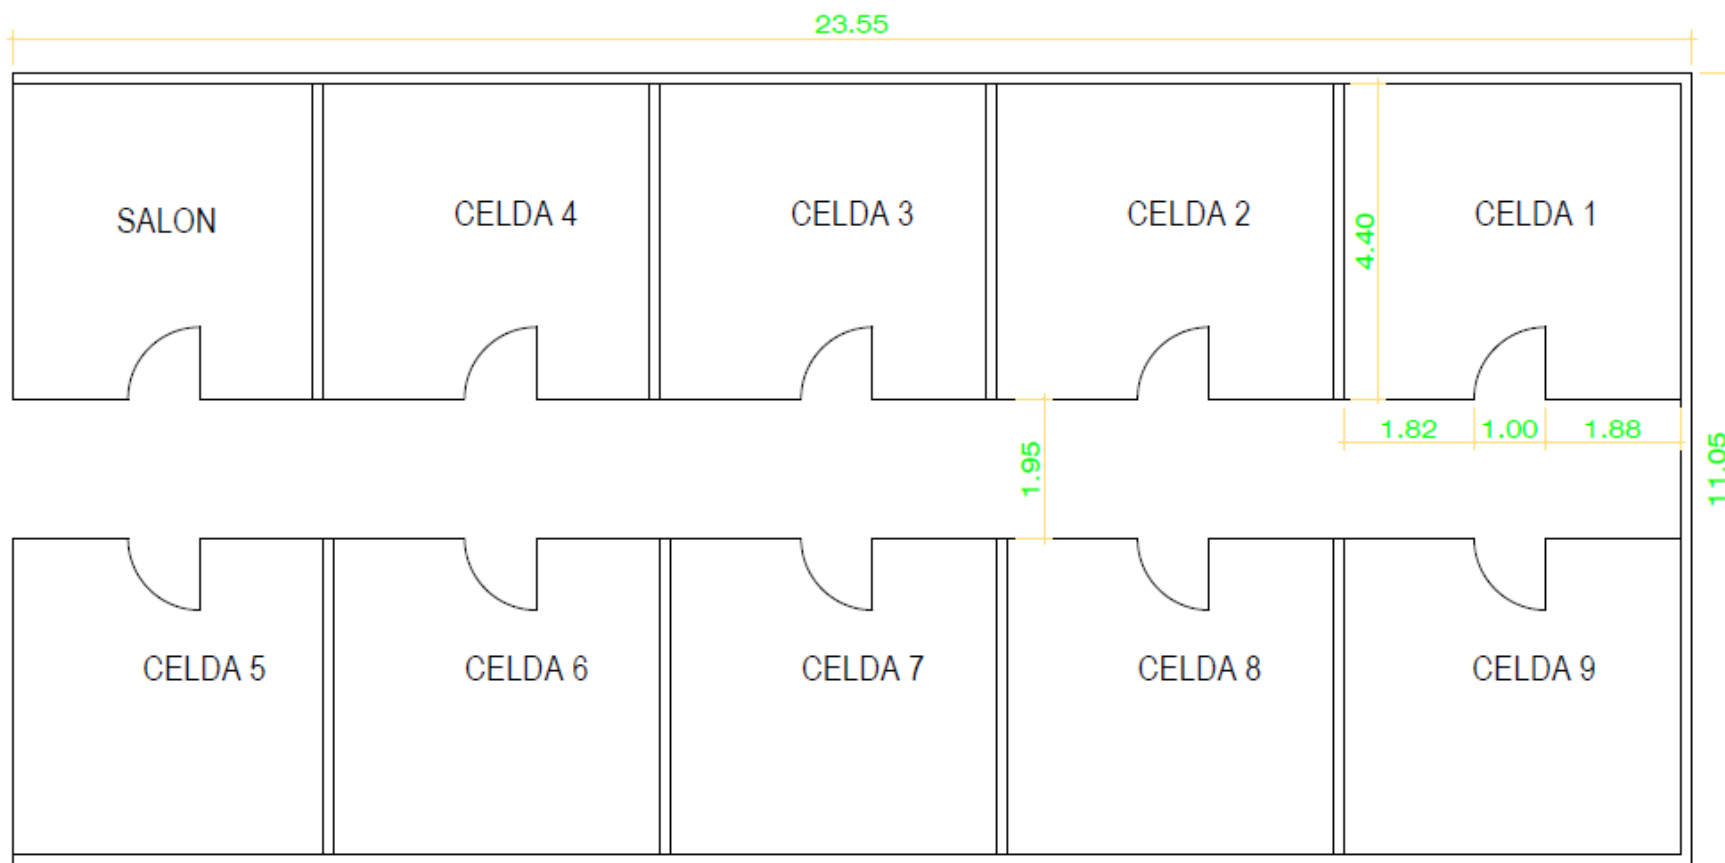 23.55
SALON
CELDA 4
CELDA 3
CELDA 2
CELDA 1
4.40
1.82
1.00
1.88
1.95
11.05
CELDA 5
CELDA 6
CELDA 7
CELDA 8
CELDA 9